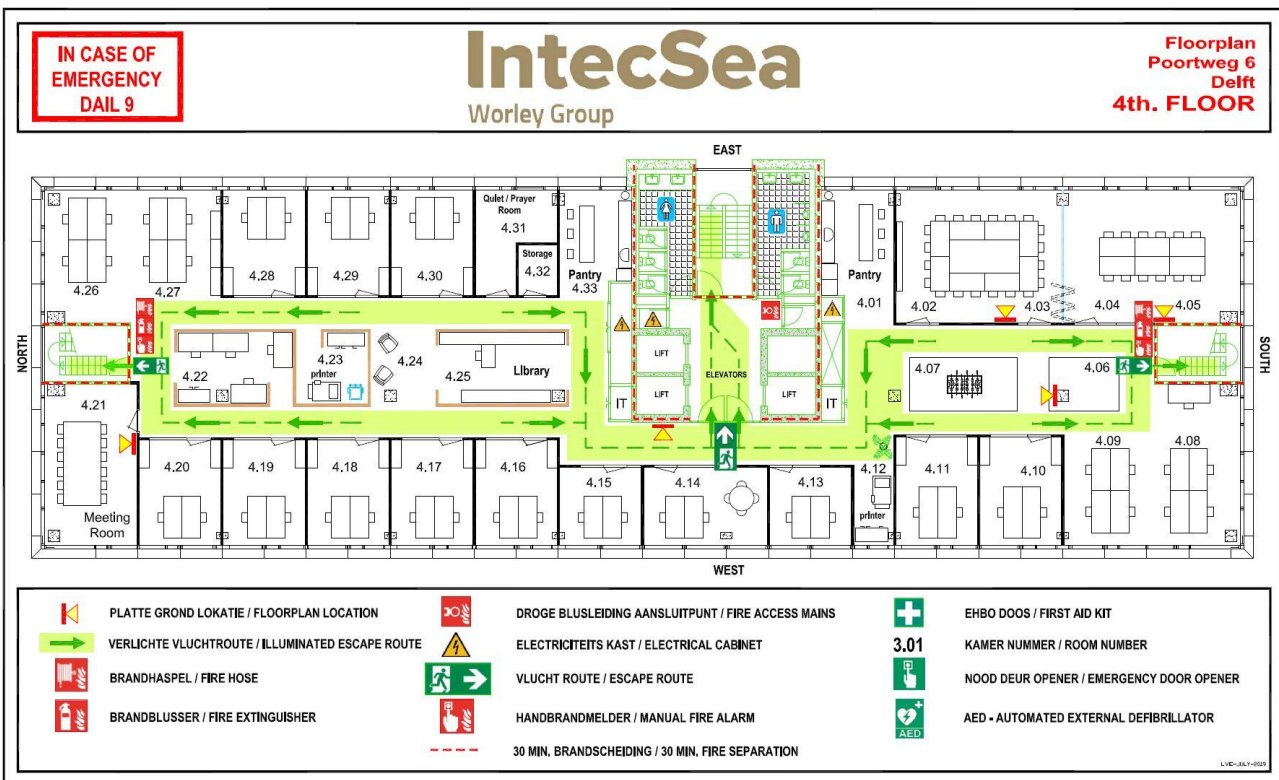 IN CASE OF
EMERGENCY
DAIL 9
IntecSea
Worley Group
Floorplan
Poortweg 6
Delft
4th. FLOOR
EAST
NORTH
SOUTH
WEST
4.26
4.27
4.28
4.29
4.30
Quiet / Prayer
Room
4.31
Storage
4.32
Pantry
4.33
Pantry
4.01
4.02
4.03
4.04
4.05
4.22
4.23
printer
4.24
4.25
Library
LIFT
LIFT
ELEVATORS
LIFT
IT
IT
4.07
4.06
4.21
Meeting
Room
4.20
4.19
4.18
4.17
4.16
4.15
4.14
4.13
4.12
printer
4.11
4.10
4.09
4.08
PLATTE GROND LOKATIE / FLOORPLAN LOCATION
VERLICHTE VLUCHTROUTE / ILLUMINATED ESCAPE ROUTE
BRANDHASPEL / FIRE HOSE
BRANDBLUSSER / FIRE EXTINGUISHER
DROGE BLUSLEIDING AANSLUITPUNT / FIRE ACCESS MAINS
ELECTRICITEITS KAST / ELECTRICAL CABINET
VLUCHT ROUTE / ESCAPE ROUTE
HANDBRANDMELDER / MANUAL FIRE ALARM
30 MIN, BRANDSCHEIDING / 30 MIN, FIRE SEPARATION
EHBO DOOS / FIRST AID KIT
3.01 KAMER NUMMER / ROOM NUMBER
NOOD DEUR OPENER / EMERGENCY DOOR OPENER
AED AED - AUTOMATED EXTERNAL DEFIBRILLATOR